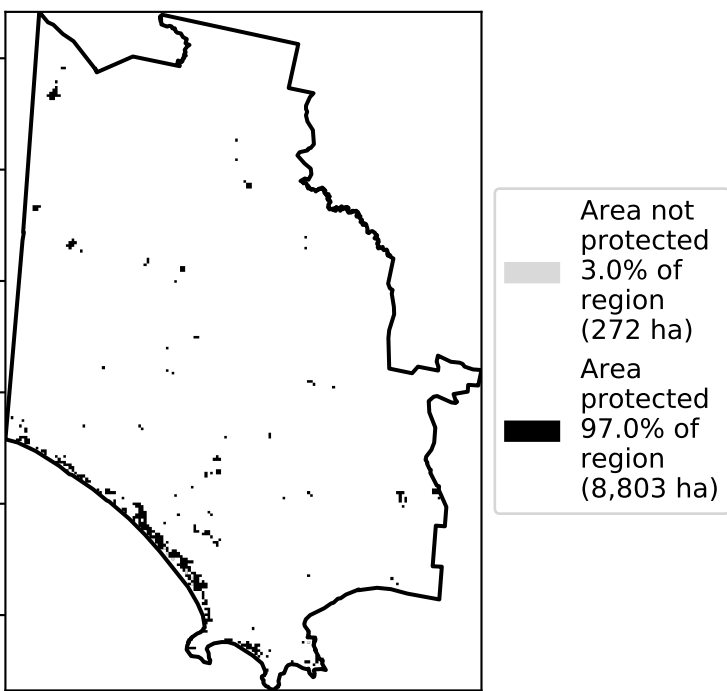 Area not
protected
3.0% of
region
(272 ha)
Area
protected
97.0% of
region
(8,803 ha)